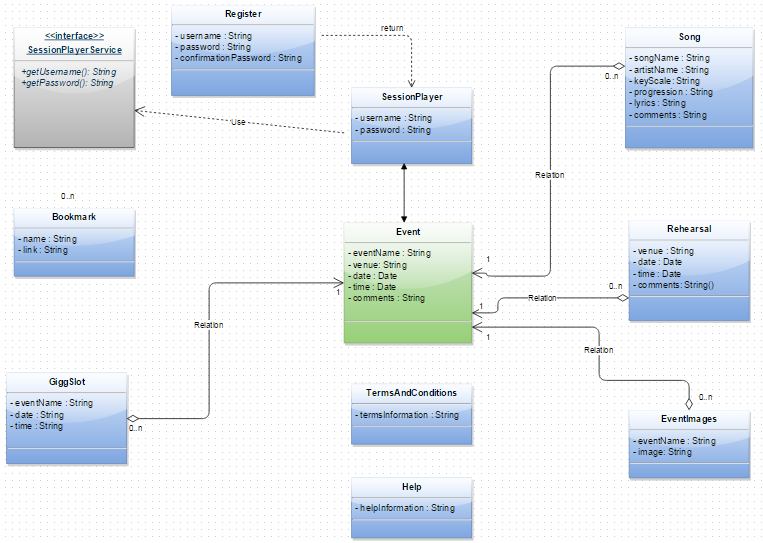 <<interface>>
SessionPlayerService
+getUsername(): String
+getPassword(): String
Register
- username : String
- password : String
- confirmationPassword : String
return
SessionPlayer
- username : String
- password : String
Use
Song
- songName : String
- artistName : String
- keyScale: String
- progression : String
- lyrics : String
- comments : String
0..n
Relation
1
0..n
Bookmark
- name : String
- link : String
Event
- eventName : String
- venue: String
- date : Date
- time : Date
- comments : String
Rehearsal
- venue : String
- date : Date
- time : Date
- comments: String()
0..n
Relation
1
1
Relation
1
Relation
0..n
GiggSlot
- eventName : String
- date : String
- time : String
0..n
TermsAndConditions
- termsInformation : String
EventImages
- eventName : String
- image: String
Help
- helpInformation : String